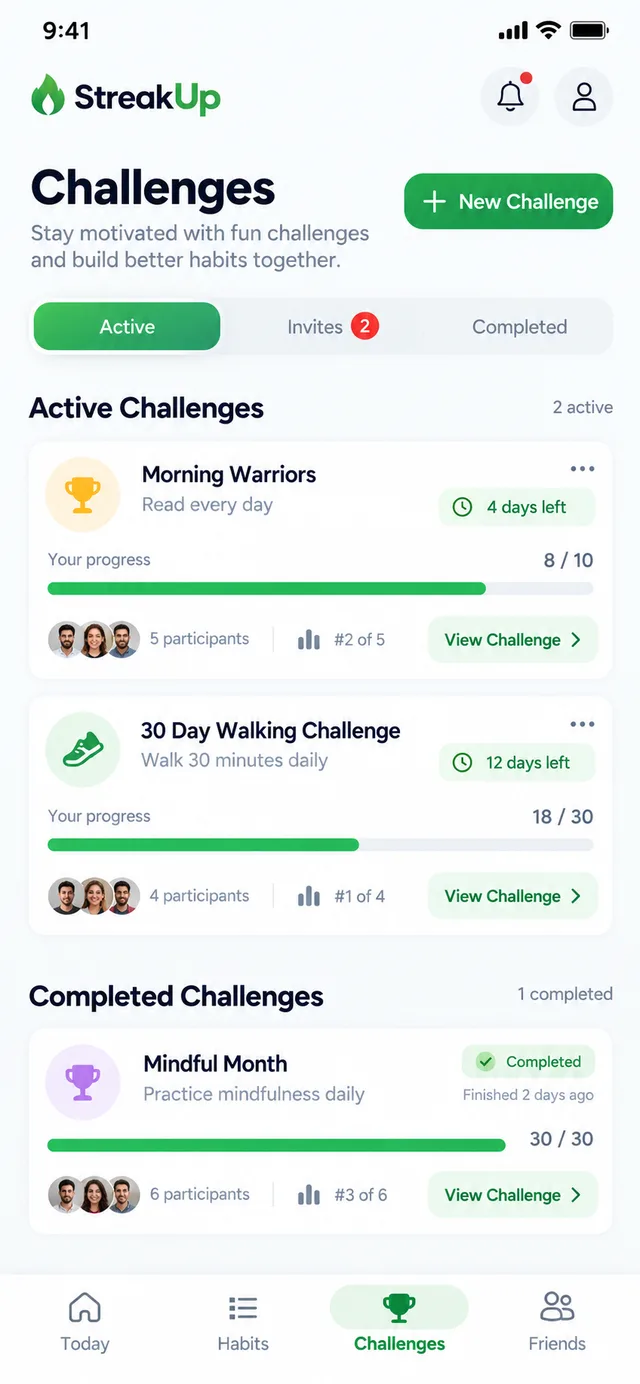 9:41
StreakUp
Challenges
+ New Challenge
Stay motivated with fun challenges
and build better habits together.
Active
Invites 2
Completed
Active Challenges
2 active
Morning Warriors
Read every day
4 days left
Your progress
8 / 10
5 participants
#2 of 5
View Challenge >
30 Day Walking Challenge
Walk 30 minutes daily
12 days left
Your progress
18 / 30
4 participants
#1 of 4
View Challenge >
Completed Challenges
1 completed
Mindful Month
Practice mindfulness daily
Completed
Finished 2 days ago
30 / 30
6 participants
#3 of 6
View Challenge >
Today
Habits
Challenges
Friends